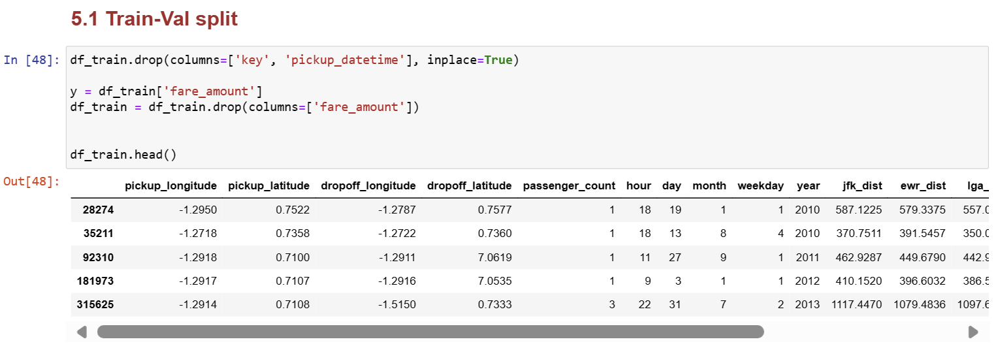 5.1 Train-Val split
In [48]: df_train.drop(columns=['key', 'pickup_datetime'], inplace=True)
y = df_train['fare_amount']
df_train = df_train.drop(columns=['fare_amount'])
df_train.head()
Out[48]:
pickup_longitude pickup_latitude dropoff_longitude dropoff_latitude passenger_count hour day month weekday year jfk_dist ewr_dist lga_
28274 -1.2950 0.7522 -1.2787 0.7577 1 18 19 1 1 2010 587.1225 579.3375 557.0
35211 -1.2718 0.7358 -1.2722 0.7360 1 18 13 8 4 2010 370.7511 391.5457 350.0
92310 -1.2918 0.7100 -1.2911 7.0619 1 11 27 9 1 2011 462.9287 449.6790 442.9
181973 -1.2917 0.7107 -1.2916 7.0535 1 9 3 1 1 2012 410.1520 396.6032 386.5
315625 -1.2914 0.7108 -1.5150 0.7333 3 22 31 7 2 2013 1117.4470 1079.4836 1097.6